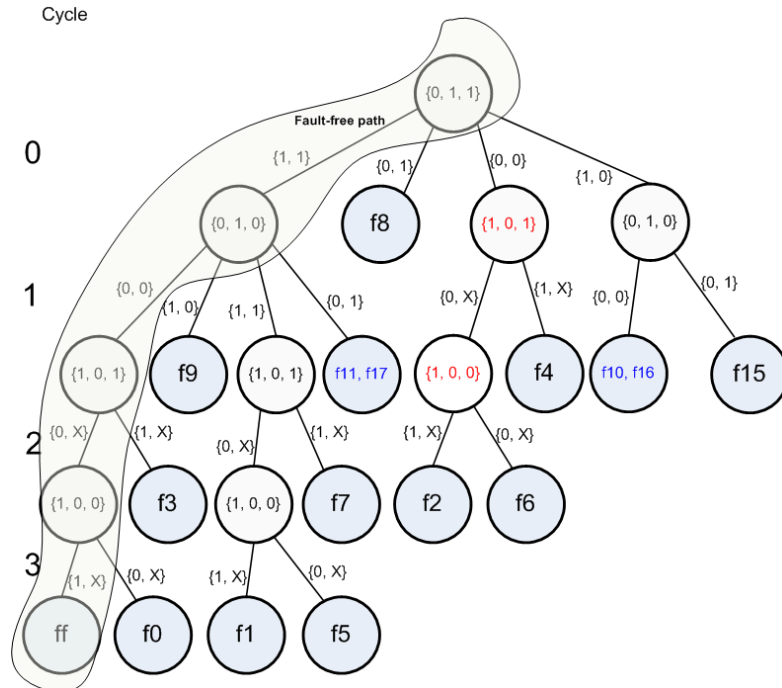 Cycle
{0, 1, 1}
Fault-free path
0
{1, 1}
{0, 1}
{0, 0}
{1, 0}
{0, 1, 0}
f8
{1, 0, 1}
{0, 1, 0}
1
{0, 0}
{1, 0}
{1, 1}
{0, 1}
{0, X}
{1, X}
{0, 0}
{0, 1}
{1, 0, 1}
f9
{1, 0, 1}
f11, f17
{1, 0, 0}
f4
f10, f16
f15
2
{0, X}
{1, X}
{0, X}
{1, X}
{1, X}
{0, X}
{1, 0, 0}
f3
{1, 0, 0}
f7
f2
f6
3
{1, X}
{0, X}
{1, X}
{0, X}
ff
f0
f1
f5